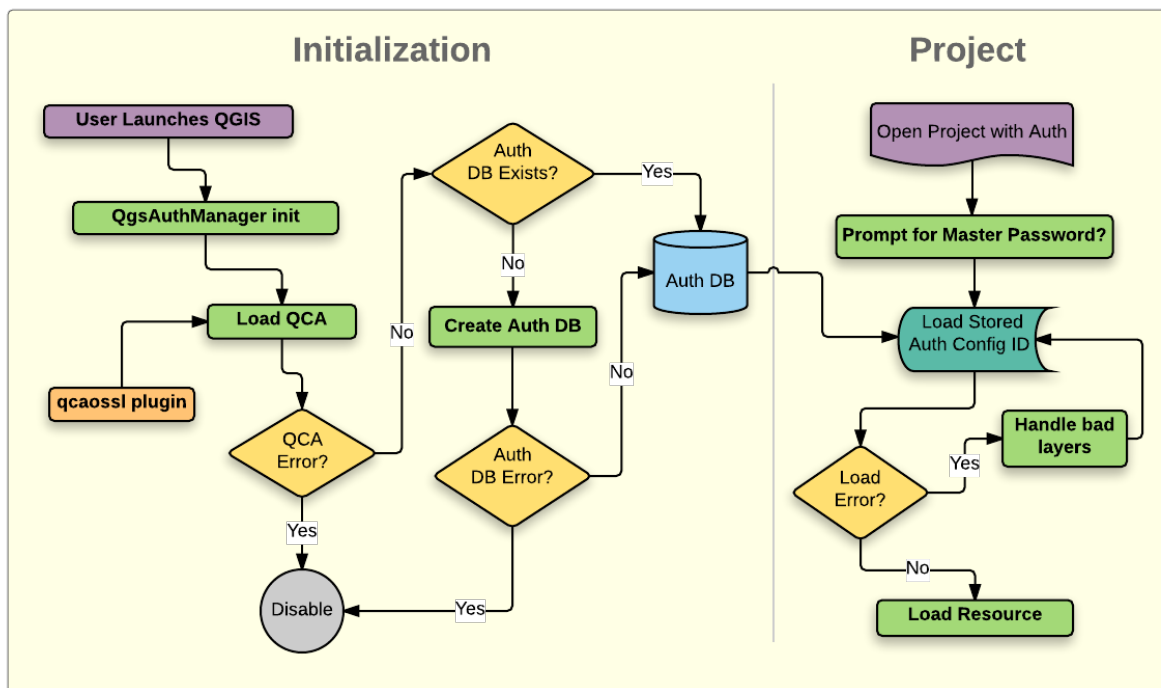 Initialization
User Launches QGIS
QgsAuthManager init
Load QCA
qcaossl plugin
QCA
Error?
Yes
Disable
No
Auth
DB Exists?
Yes
No
Create Auth DB
Auth
DB Error?
Yes
No
Auth DB
Project
Open Project with Auth
Prompt for Master Password?
Load Stored
Auth Config ID
Load
Error?
Yes
Handle bad
layers
No
Load Resource